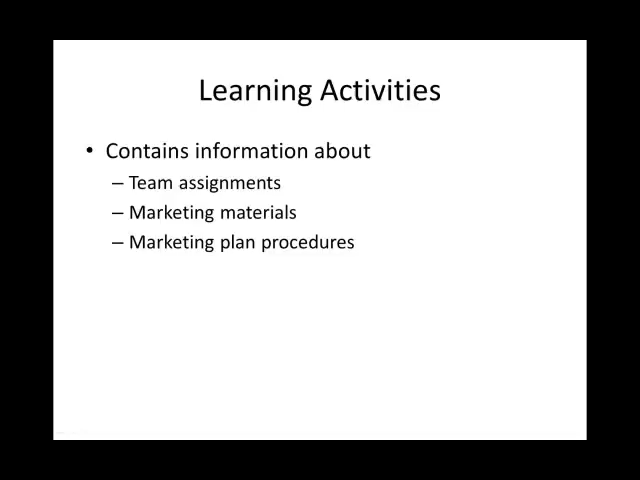 Learning Activities
• Contains information about
– Team assignments
– Marketing materials
– Marketing plan procedures